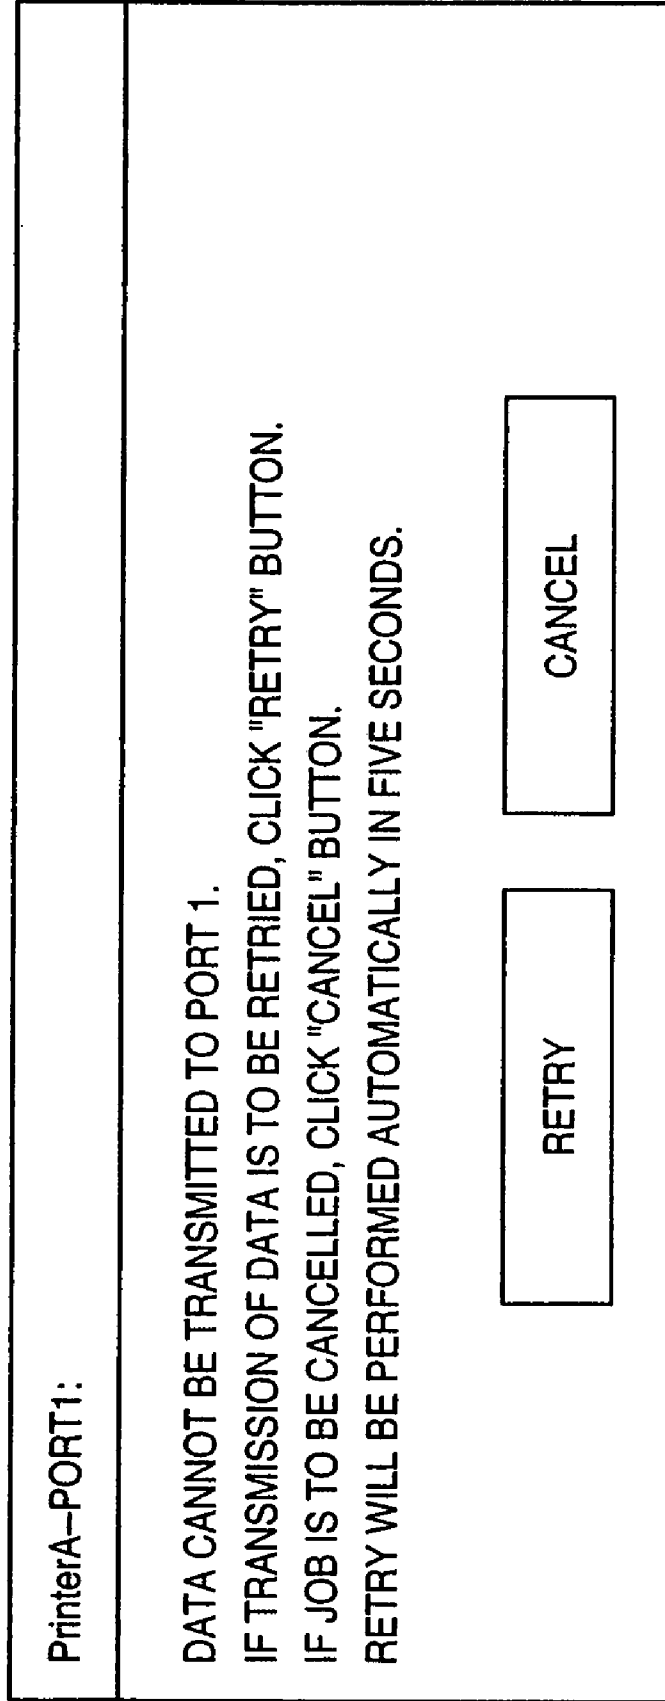 PrinterA–PORT1:
DATA CANNOT BE TRANSMITTED TO PORT 1.
IF TRANSMISSION OF DATA IS TO BE RETRIED, CLICK "RETRY" BUTTON.
IF JOB IS TO BE CANCELLED, CLICK "CANCEL" BUTTON.
RETRY WILL BE PERFORMED AUTOMATICALLY IN FIVE SECONDS.
RETRY
CANCEL